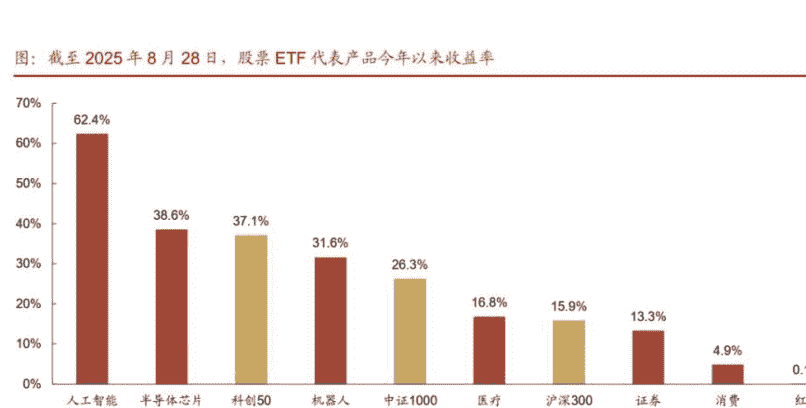 图：截至 2025 年 8 月 28 日，股票 ETF 代表产品今年以来收益率
70%
60%
50%
40%
30%
20%
10%
0%
62.4%
38.6%
37.1%
31.6%
26.3%
16.8%
15.9%
13.3%
4.9%
人工智能
半导体芯片
科创50
机器人
中证1000
医疗
沪深300
证券
消费